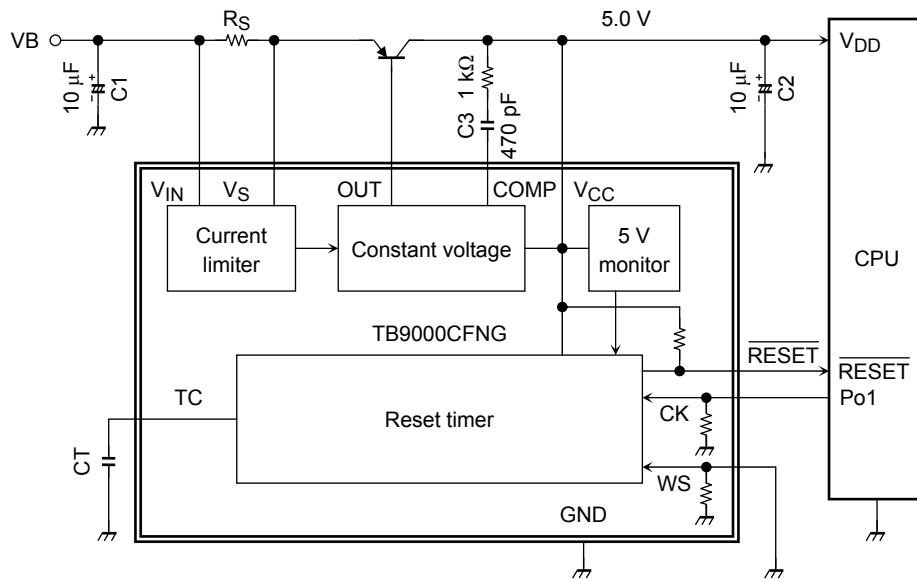 VB
RS
5.0 V
VDD
10 μF
+
-
C1
1 kΩ
C3
470 pF
10 μF
+
-
C2
VIN
VS
OUT
COMP
VCC
Current
limiter
Constant voltage
5 V
monitor
CPU
TB9000CFNG
RESET
RESET
TC
Reset timer
CK
Po1
CT
WS
GND